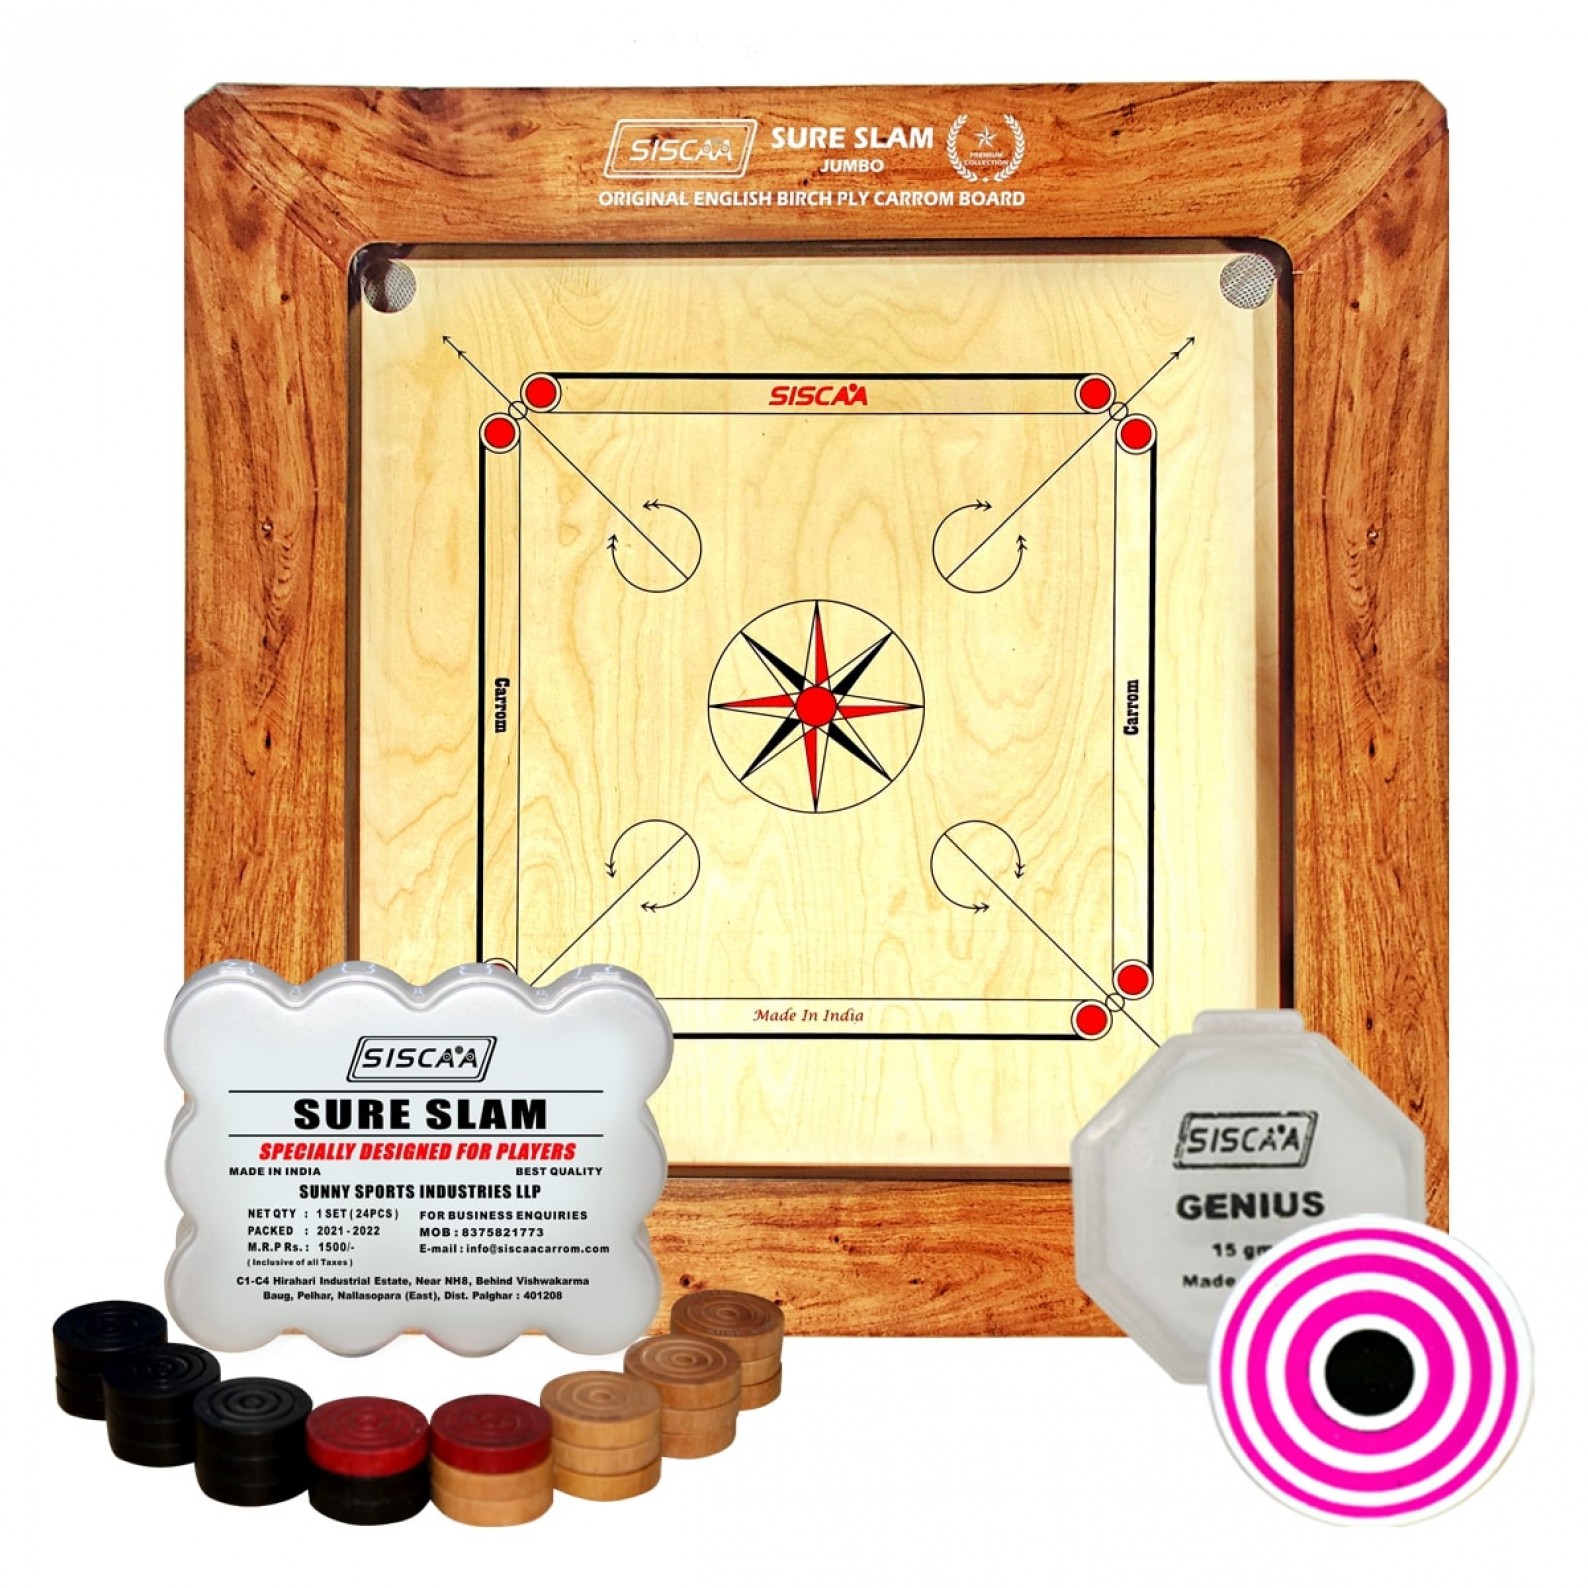 SISCAA SURE SLAM
JUMBO
PREMIUM
COLLECTION
ORIGINAL ENGLISH BIRCH PLY CARROM BOARD
SISCAA
Carrom
Carrom
Made In India
SISCAA
SURE SLAM
SPECIALLY DESIGNED FOR PLAYERS
MADE IN INDIA BEST QUALITY
SUNNY SPORTS INDUSTRIES LLP
NET QTY : 1 SET ( 24PCS ) FOR BUSINESS ENQUIRIES
PACKED : 2021 - 2022 MOB : 8375821773
M.R.P Rs. : 1500/- E-mail : info@siscaacarrom.com
( Inclusive of all Taxes )
C1-C4 Hirahari Industrial Estate, Near NH8, Behind Vishwakarma
Baug, Pelhar, Nallasopara (East), Dist. Palghar : 401208
SISCAA
GENIUS
15 gm
Made